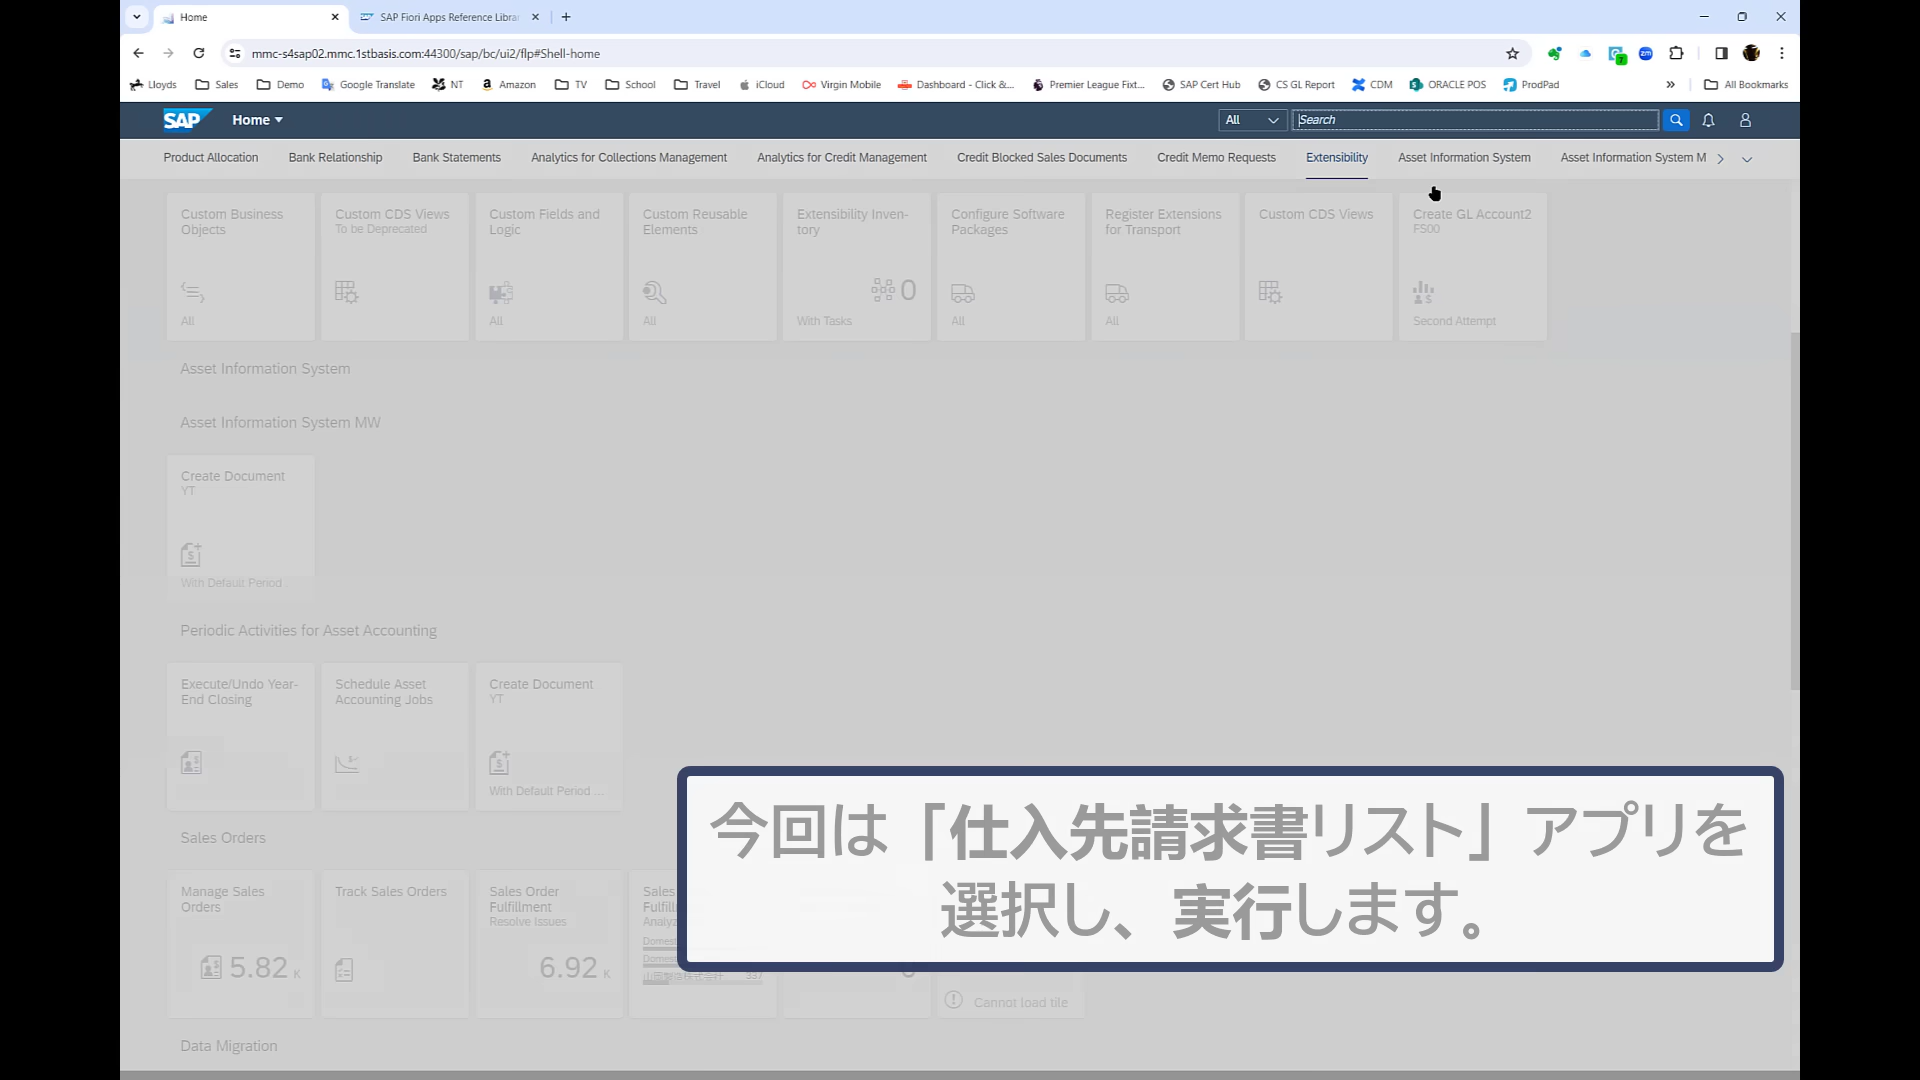 Home
SAP Fiori Apps Reference Libra
mmc-s4sap02.mmc.1stbasis.com:44300/sap/bc/ui2/flp#Shell-home
Lloyds Sales Demo Google Translate NT Amazon TV School Travel iCloud Virgin Mobile Dashboard - Click &... Premier League Fixt... SAP Cert Hub CS GL Report CDM ORACLE POS ProdPad » All Bookmarks
SAP Home All Search
Product Allocation Bank Relationship Bank Statements Analytics for Collections Management Analytics for Credit Management Credit Blocked Sales Documents Credit Memo Requests Extensibility Asset Information System Asset Information System M
Custom Business
Objects
All
Custom CDS Views
To be Deprecated
Custom Fields and
Logic
All
Custom Reusable
Elements
All
Extensibility Inven-
tory
0
With Tasks
Configure Software
Packages
All
Register Extensions
for Transport
All
Custom CDS Views
Create GL Account2
FS00
Second Attempt
Asset Information System
Asset Information System MW
Create Document
YT
With Default Period...
Periodic Activities for Asset Accounting
Execute/Undo Year-
End Closing
Schedule Asset
Accounting Jobs
Create Document
YT
With Default Period ...
Sales Orders
Manage Sales
Orders
5.82 K
Track Sales Orders
Sales Order
Fulfillment
Resolve Issues
6.92 K
Sales
Fulfill
Analyz
Domest
Domest
Cannot load tile
Data Migration
今回は「仕入先請求書リスト」アプリを
選択し、実行します。